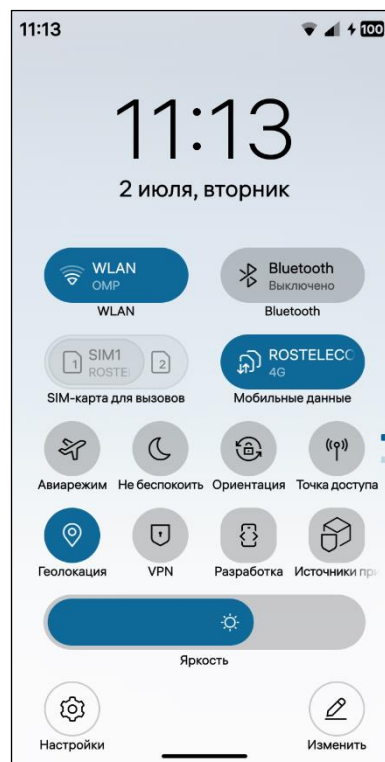 11:13
100
11:13
2 июля, вторник
WLAN
OMP
WLAN
Bluetooth
Выключено
Bluetooth
1 SIM1 2
ROSTE
SIM-карта для вызовов
ROSTELECO
4G
Мобильные данные
Авиарежим Не беспокоить Ориентация Точка доступа
Геолокация VPN Разработка Источники при
Яркость
Настройки Изменить